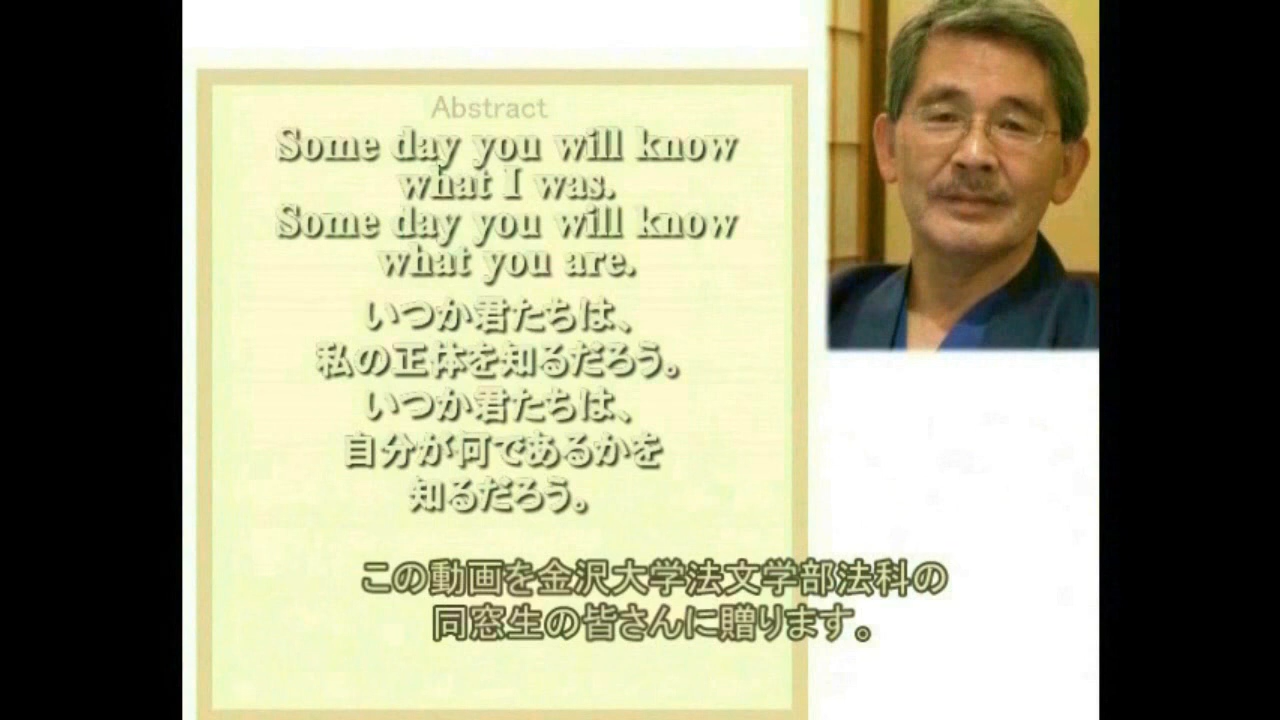 Abstract
Some day you will know
what I was.
Some day you will know
what you are.
いつか君たちは、
私の正体を知るだろう。
いつか君たちは、
自分が何であるかを
知るだろう。
この動画を金沢大学法文学部法科の
同窓生の皆さんに贈ります。